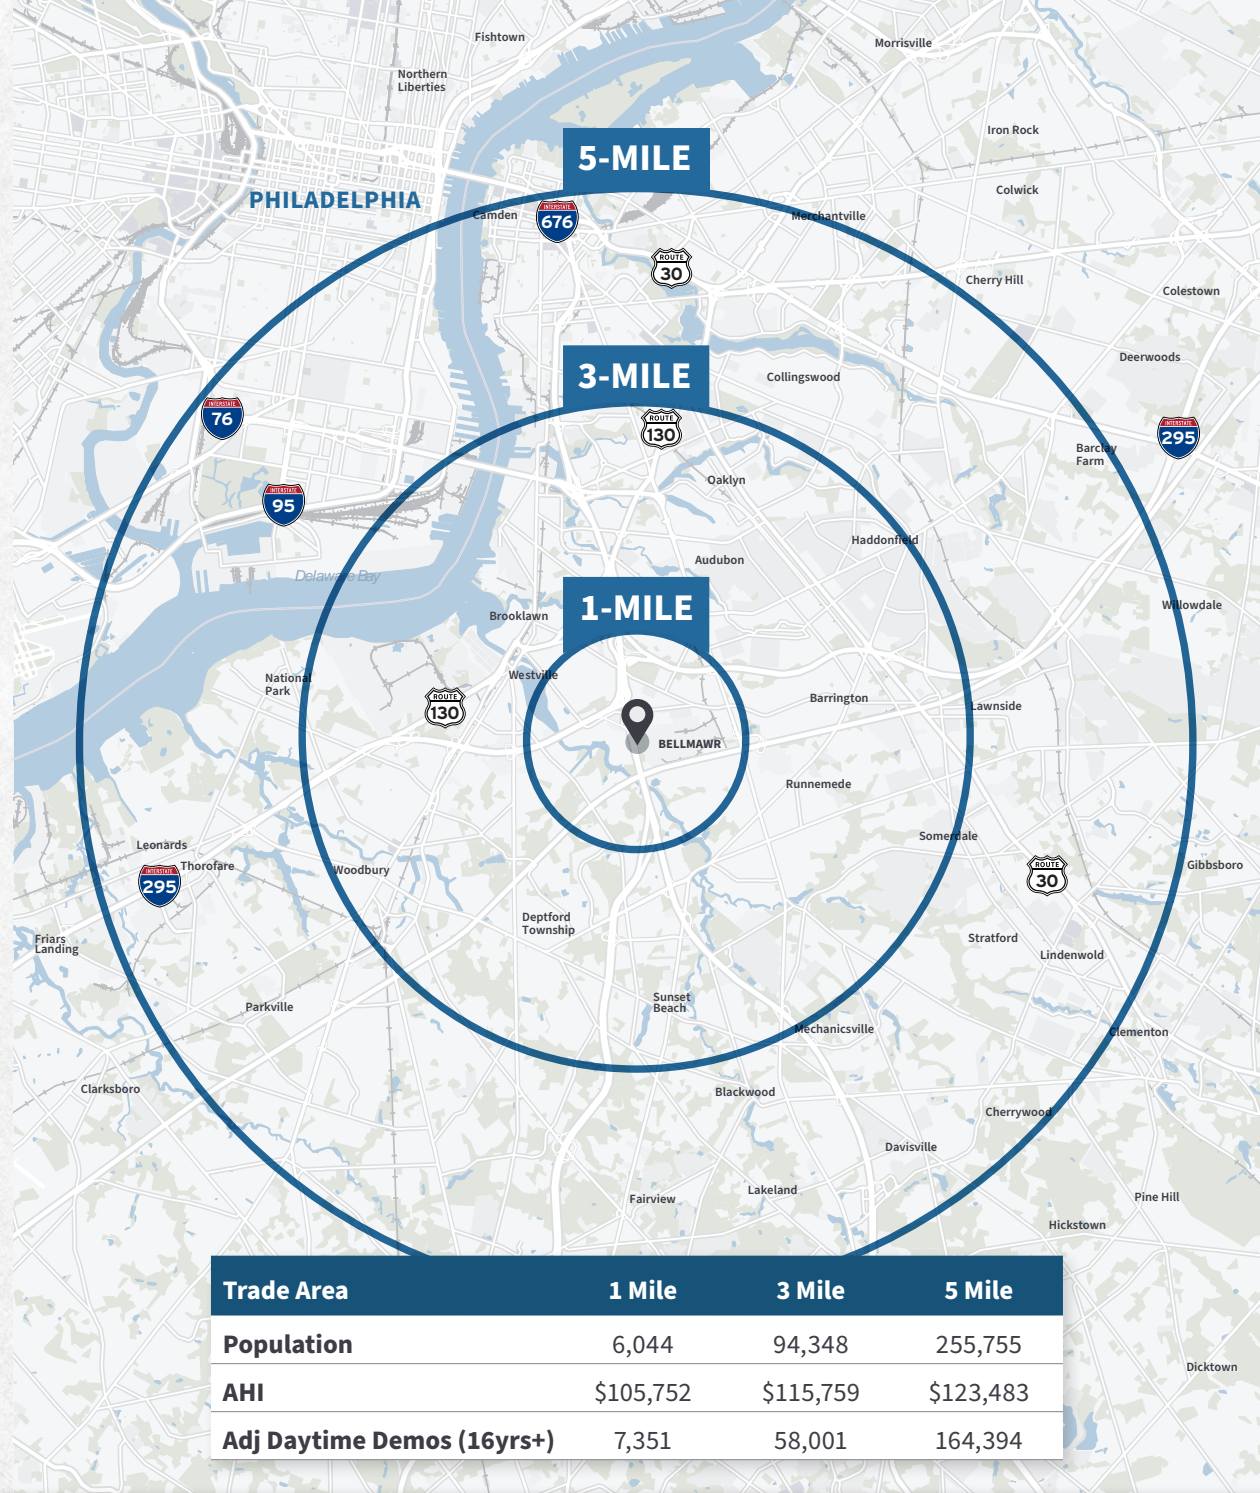 Fishtown
Morrisville
Northern
Liberties
Iron Rock
5-MILE
Colwick
PHILADELPHIA
Camden
INTERSTATE
676
Merchantville
ROUTE
30
Cherry Hill
Colestown
Deerwoods
3-MILE
Collingswood
INTERSTATE
76
ROUTE
130
INTERSTATE
295
Barclay
Farm
Oaklyn
INTERSTATE
95
Haddonfield
Audubon
Delaware Bay
1-MILE
Brooklawn
Willowdale
Westville
National
Park
ROUTE
130
Barrington
Lawnside
BELLMAWR
Runnemede
Somerdale
Leonards
Thorofare
INTERSTATE
295
Woodbury
ROUTE
30
Gibbsboro
Deptford
Township
Friars
Landing
Stratford
Lindenwold
Sunset
Beach
Parkville
Mechanicsville
Clementon
Clarksboro
Blackwood
Cherrywood
Davisville
Lakeland
Fairview
Pine Hill
Hickstown
Trade Area 1 Mile 3 Mile 5 Mile
Population 6,044 94,348 255,755
Dicktown
AHI $105,752 $115,759 $123,483
Adj Daytime Demos (16yrs+) 7,351 58,001 164,394